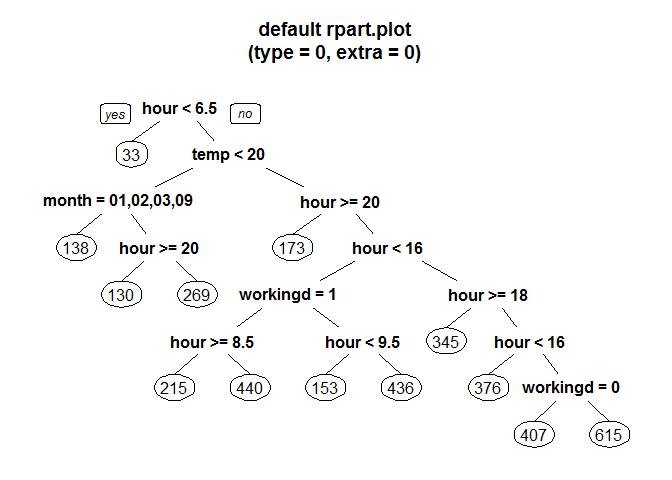 default rpart.plot
(type = 0, extra = 0)
yes hour < 6.5 no
33 temp < 20
month = 01,02,03,09 hour >= 20
138 hour >= 20 173 hour < 16
130 269 workingd = 1 hour >= 18
hour >= 8.5 hour < 9.5 345 hour < 16
215 440 153 436 376 workingd = 0
407 615